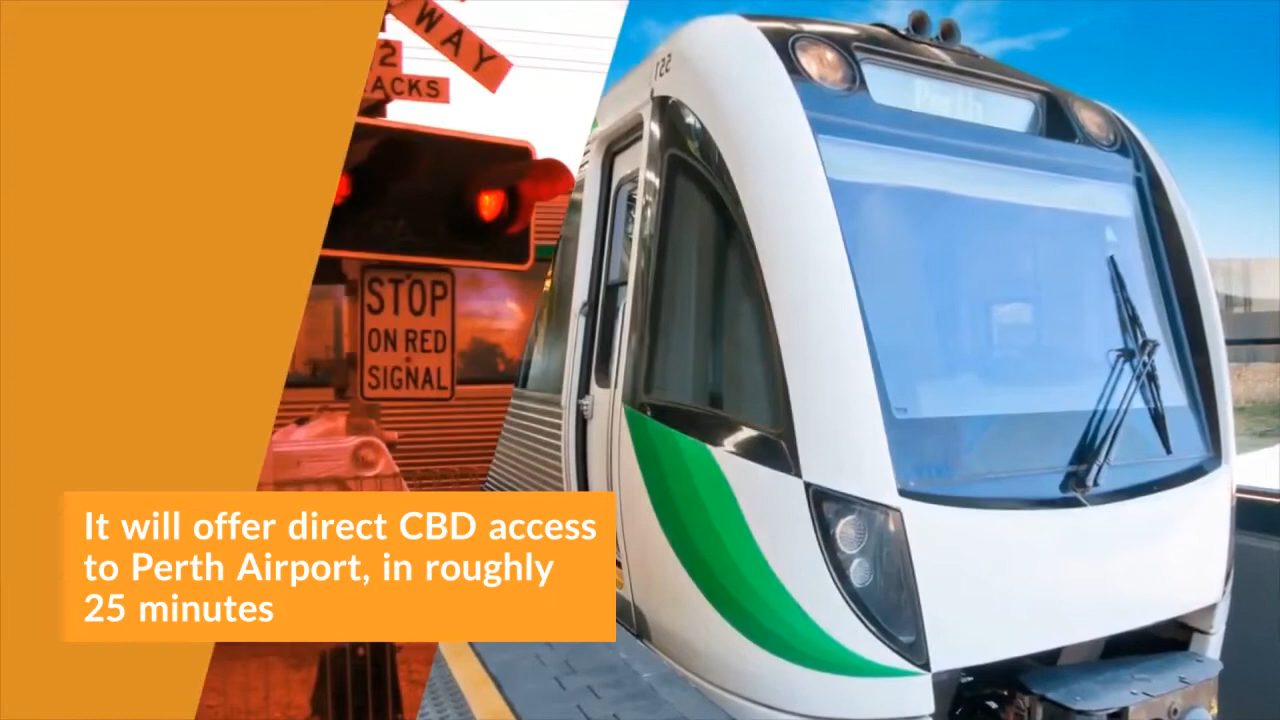 WAY
2
ACKS
Perth
STOP
ON RED
SIGNAL
It will offer direct CBD access
to Perth Airport, in roughly
25 minutes